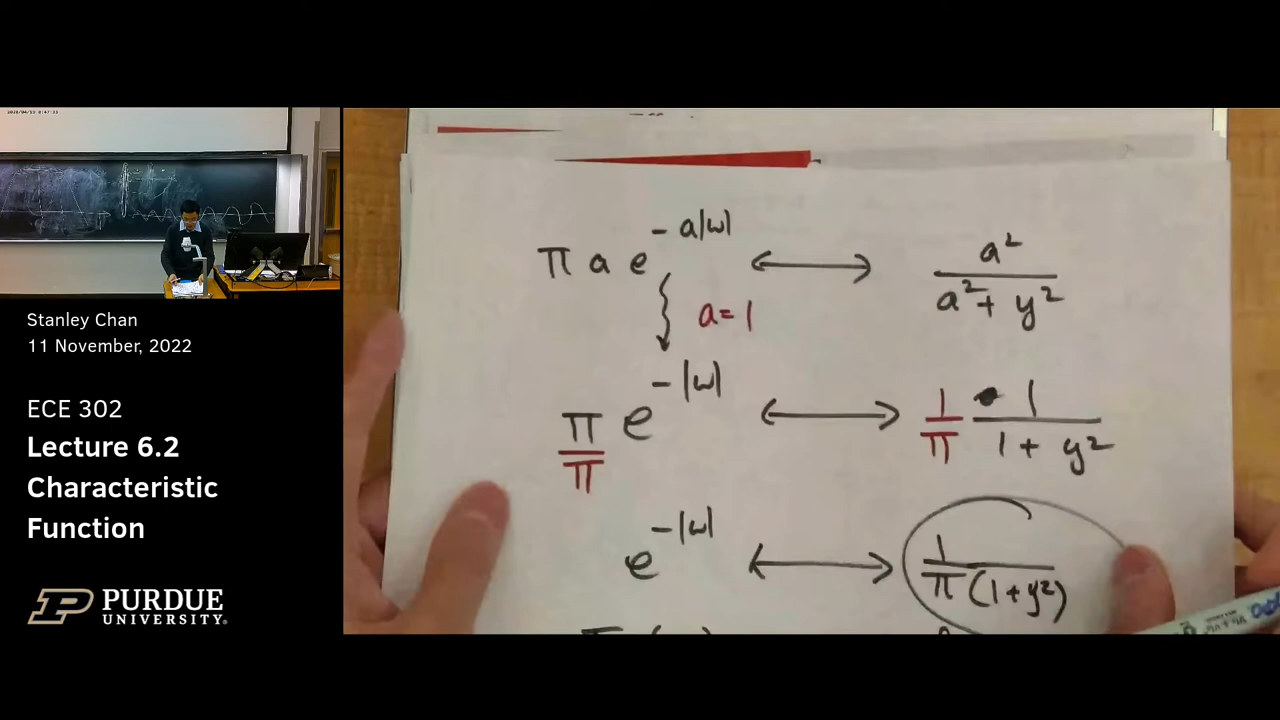 Stanley Chan
11 November, 2022
ECE 302
Lecture 6.2
Characteristic
Function
PURDUE
UNIVERSITY
π a e^{-a|ω|} ⟷ a²/(a² + y²)
a = 1
π/π e^{-|ω|} ⟷ 1/π 1/(1 + y²)
e^{-|ω|} ⟷ 1/(π(1+y²))